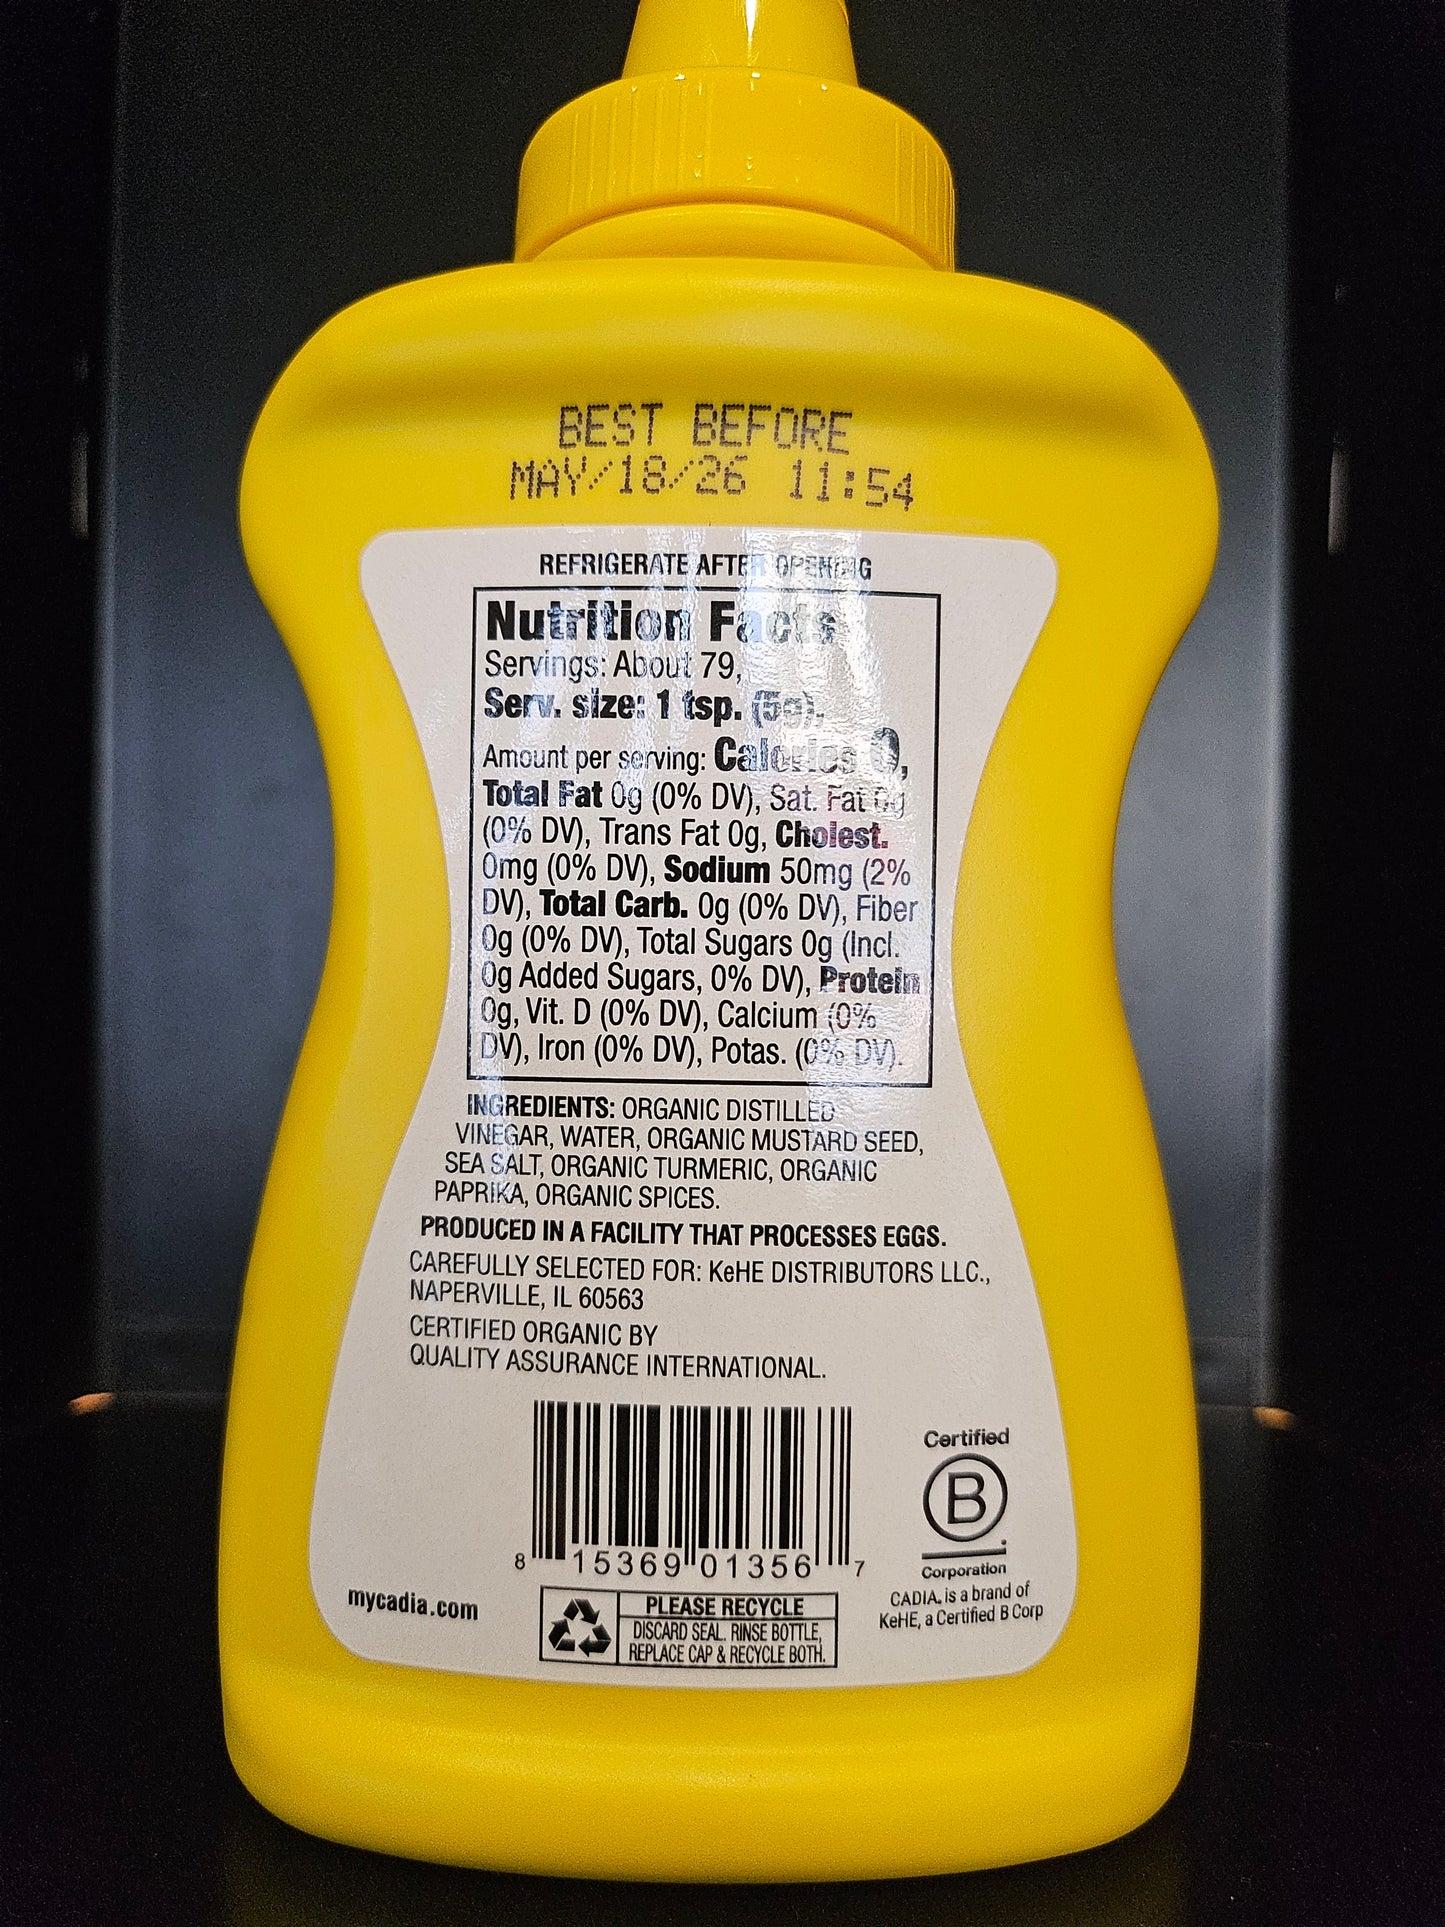 BEST BEFORE
MAY/18/26 11:54
REFRIGERATE AFTER OPENING
Nutrition Facts
Servings: About 79,
Serv. size: 1 tsp. (5g),
Amount per serving: Calories 0,
Total Fat 0g (0% DV), Sat. Fat 0g
(0% DV), Trans Fat 0g, Cholest.
0mg (0% DV), Sodium 50mg (2%
DV), Total Carb. 0g (0% DV), Fiber
0g (0% DV), Total Sugars 0g (Incl.
0g Added Sugars, 0% DV), Protein
0g, Vit. D (0% DV), Calcium (0%
DV), Iron (0% DV), Potas. (0% DV).
INGREDIENTS: ORGANIC DISTILLED
VINEGAR, WATER, ORGANIC MUSTARD SEED,
SEA SALT, ORGANIC TURMERIC, ORGANIC
PAPRIKA, ORGANIC SPICES.
PRODUCED IN A FACILITY THAT PROCESSES EGGS.
CAREFULLY SELECTED FOR: KeHE DISTRIBUTORS LLC.,
NAPERVILLE, IL 60563
CERTIFIED ORGANIC BY
QUALITY ASSURANCE INTERNATIONAL.
8 15369 01356 7
mycadia.com
PLEASE RECYCLE
DISCARD SEAL. RINSE BOTTLE,
REPLACE CAP & RECYCLE BOTH.
Certified
B
Corporation
CADIA. is a brand of
KeHE, a Certified B Corp